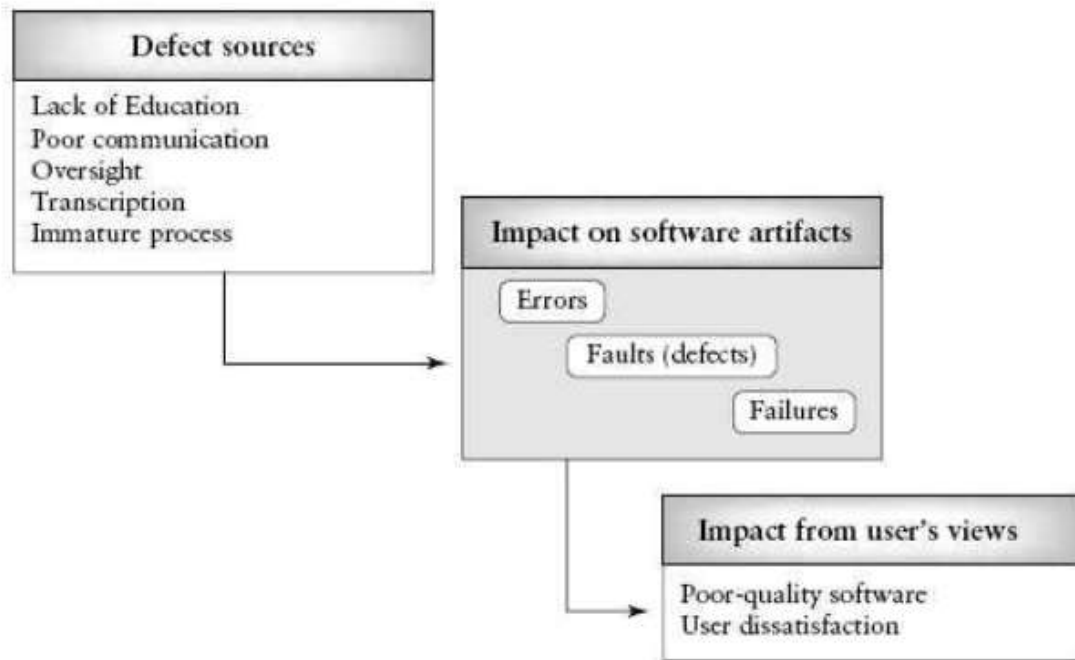 Defect sources
Lack of Education
Poor communication
Oversight
Transcription
Immature process
Impact on software artifacts
Errors
Faults (defects)
Failures
Impact from user's views
Poor-quality software
User dissatisfaction